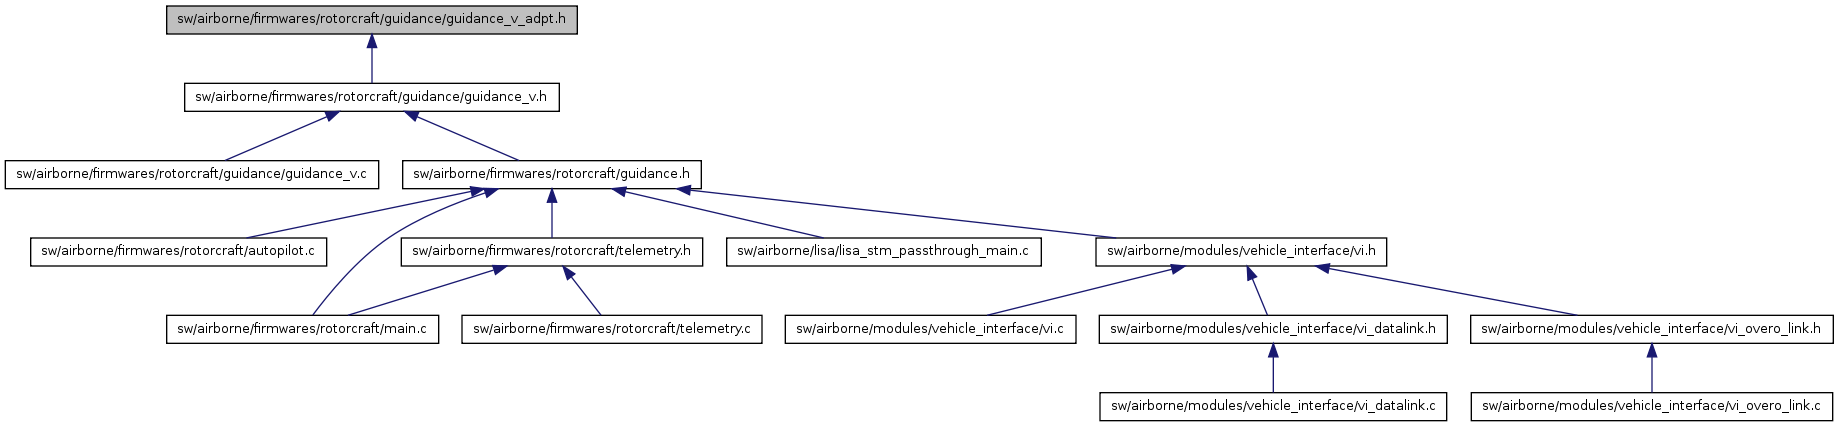 sw/airborne/firmwares/rotorcraft/guidance/guidance_v_adpt.h
sw/airborne/firmwares/rotorcraft/guidance/guidance_v.h
sw/airborne/firmwares/rotorcraft/guidance/guidance_v.c
sw/airborne/firmwares/rotorcraft/guidance.h
sw/airborne/firmwares/rotorcraft/autopilot.c
sw/airborne/firmwares/rotorcraft/telemetry.h
sw/airborne/lisa/lisa_stm_passthrough_main.c
sw/airborne/modules/vehicle_interface/vi.h
sw/airborne/firmwares/rotorcraft/main.c
sw/airborne/firmwares/rotorcraft/telemetry.c
sw/airborne/modules/vehicle_interface/vi.c
sw/airborne/modules/vehicle_interface/vi_datalink.h
sw/airborne/modules/vehicle_interface/vi_overo_link.h
sw/airborne/modules/vehicle_interface/vi_datalink.c
sw/airborne/modules/vehicle_interface/vi_overo_link.c